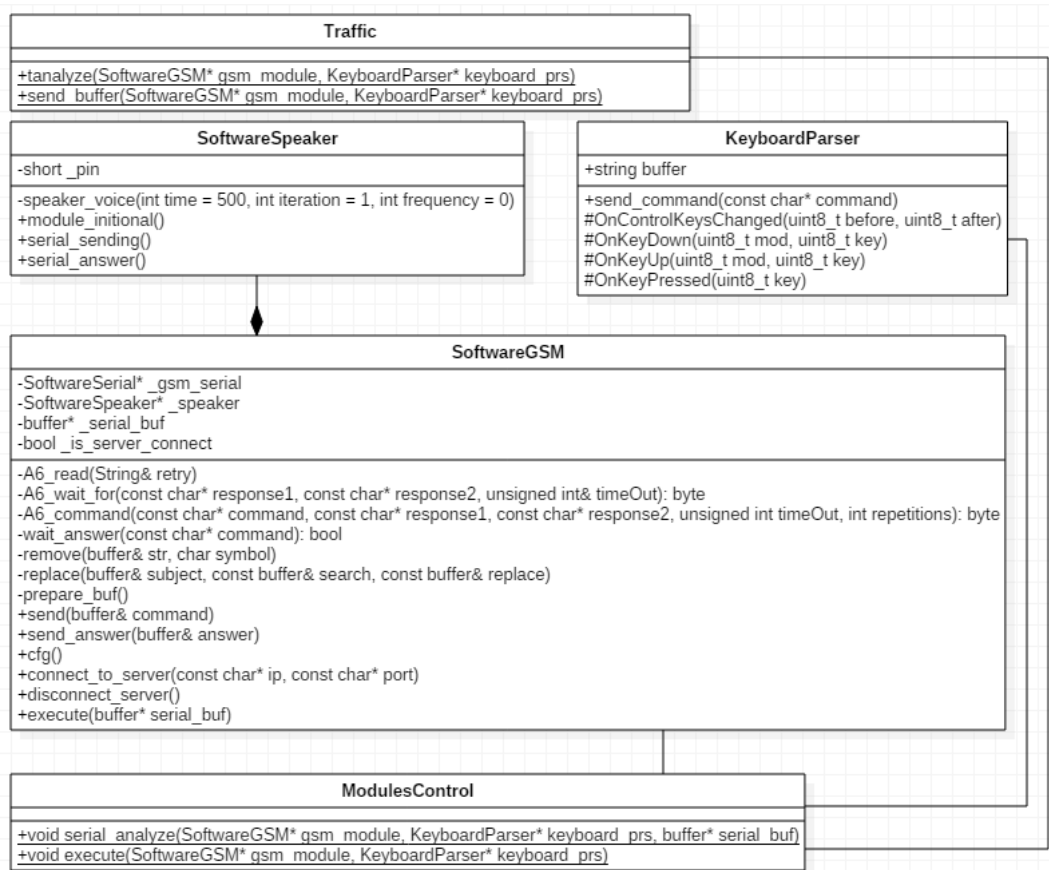 Traffic
+tanalyze(SoftwareGSM* gsm_module, KeyboardParser* keyboard_prs)
+send_buffer(SoftwareGSM* gsm_module, KeyboardParser* keyboard_prs)
SoftwareSpeaker
-short _pin
-speaker_voice(int time = 500, int iteration = 1, int frequency = 0)
+module_initional()
+serial_sending()
+serial_answer()
KeyboardParser
+string buffer
+send_command(const char* command)
#OnControlKeysChanged(uint8_t before, uint8_t after)
#OnKeyDown(uint8_t mod, uint8_t key)
#OnKeyUp(uint8_t mod, uint8_t key)
#OnKeyPressed(uint8_t key)
SoftwareGSM
-SoftwareSerial* _gsm_serial
-SoftwareSpeaker* _speaker
-buffer* _serial_buf
-bool _is_server_connect
-A6_read(String& retry)
-A6_wait_for(const char* response1, const char* response2, unsigned int& timeOut): byte
-A6_command(const char* command, const char* response1, const char* response2, unsigned int timeOut, int repetitions): byte
-wait_answer(const char* command): bool
-remove(buffer& str, char symbol)
-replace(buffer& subject, const buffer& search, const buffer& replace)
-prepare_buf()
+send(buffer& command)
+send_answer(buffer& answer)
+cfg()
+connect_to_server(const char* ip, const char* port)
+disconnect_server()
+execute(buffer* serial_buf)
ModulesControl
+void serial_analyze(SoftwareGSM* gsm_module, KeyboardParser* keyboard_prs, buffer* serial_buf)
+void execute(SoftwareGSM* gsm_module, KeyboardParser* keyboard_prs)